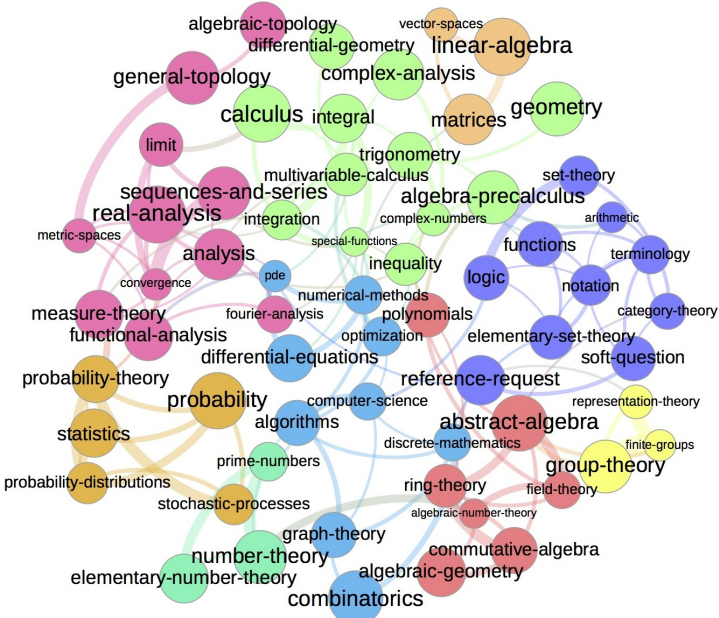 algebraic-topology
vector-spaces
differential-geometry
linear-algebra
general-topology
complex-analysis
calculus
integral
matrices
geometry
limit
trigonometry
multivariable-calculus
set-theory
sequences-and-series
algebra-precalculus
real-analysis
integration
complex-numbers
arithmetic
metric-spaces
special-functions
functions
analysis
inequality
terminology
convergence
pde
logic
notation
numerical-methods
measure-theory
fourier-analysis
polynomials
category-theory
functional-analysis
optimization
elementary-set-theory
differential-equations
soft-question
probability-theory
reference-request
probability
computer-science
representation-theory
algorithms
abstract-algebra
statistics
discrete-mathematics
finite-groups
prime-numbers
group-theory
probability-distributions
ring-theory
field-theory
stochastic-processes
algebraic-number-theory
graph-theory
number-theory
commutative-algebra
elementary-number-theory
algebraic-geometry
combinatorics